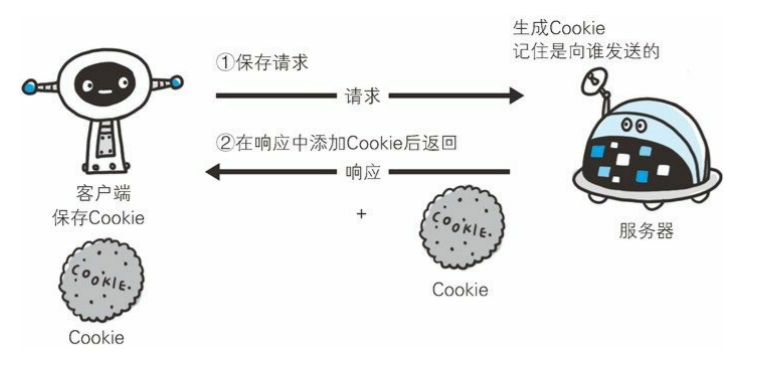 生成Cookie
记住是向谁发送的
①保存请求
请求
②在响应中添加Cookie后返回
响应
客户端
保存Cookie
+
COOKIE.
服务器
COOKIE.
Cookie
Cookie